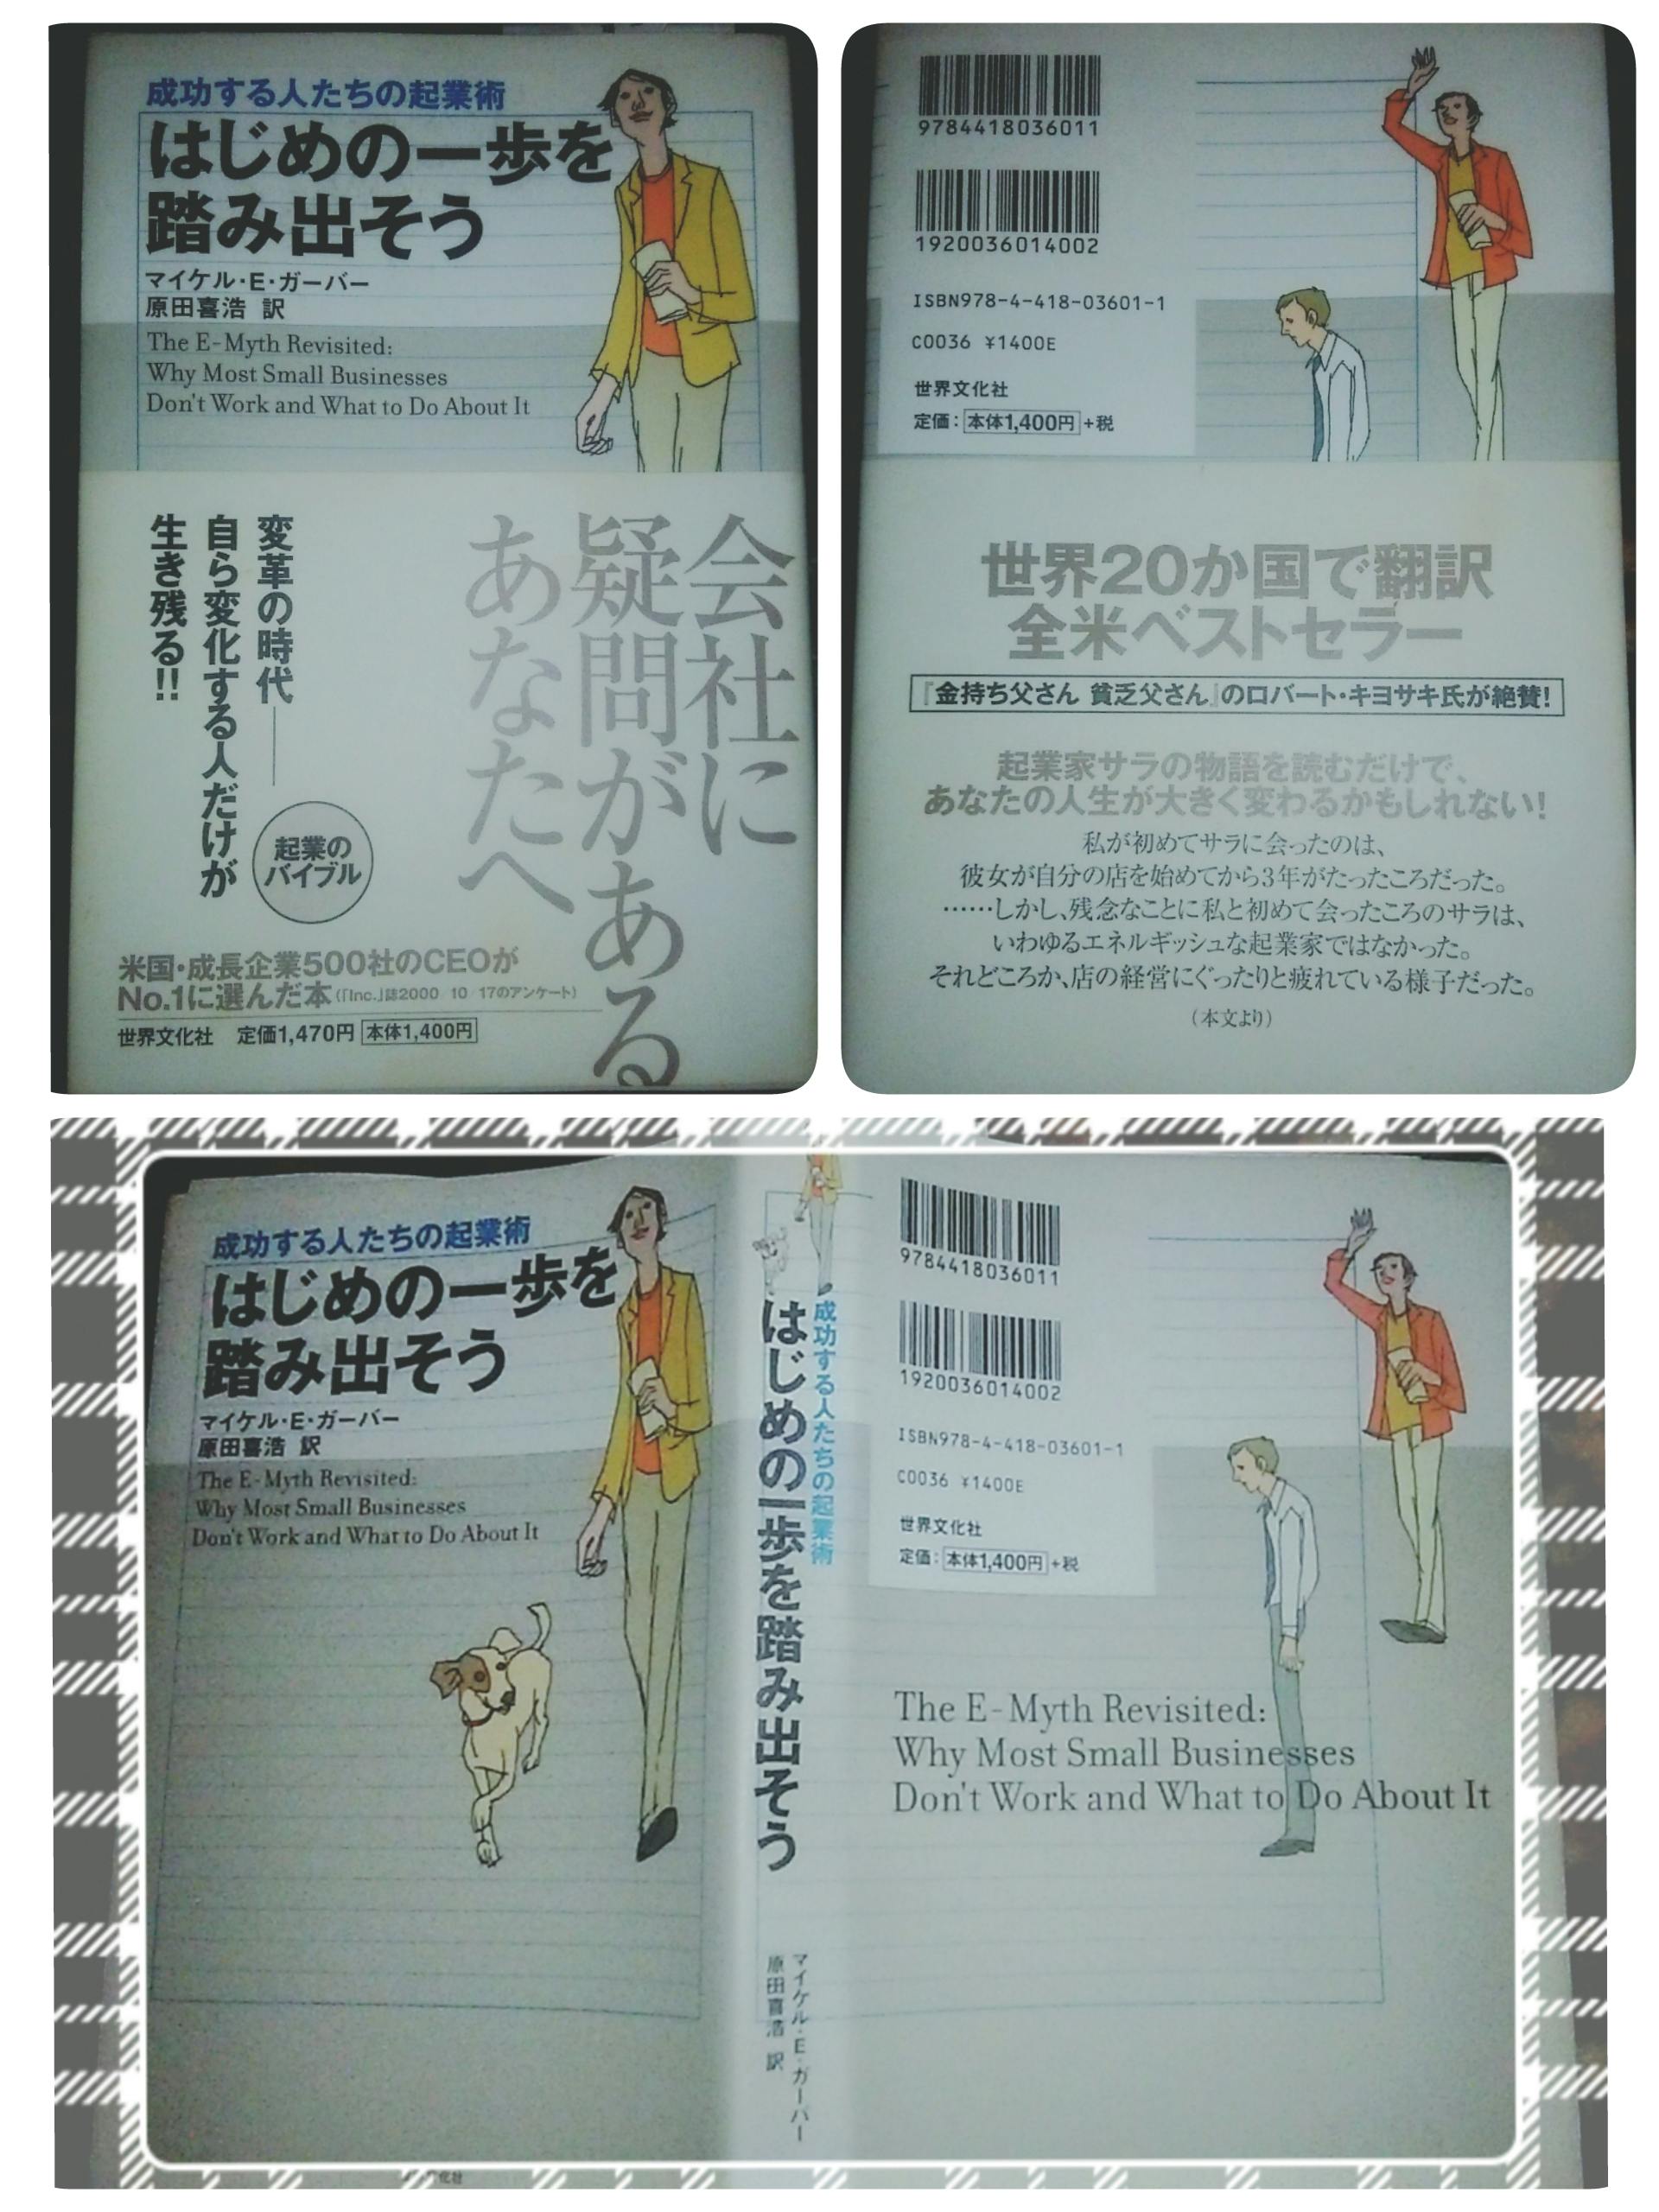 成功する人たちの起業術
はじめの一歩を
踏み出そう
マイケル・E・ガーバー
原田喜浩 訳
The E-Myth Revisited:
Why Most Small Businesses
Don't Work and What to Do About It
会社に
疑問がある
あなたへ
変革の時代――
自ら変化する人だけが
生き残る!!
起業の
バイブル
米国・成長企業500社のCEOが
No.1に選んだ本(「Inc.」誌2000 10/17のアンケート)
世界文化社 定価1,470円 本体1,400円
9784418036011
1920036014002
ISBN978-4-418-03601-1
C0036 ¥1400E
世界文化社
定価：本体1,400円+税
世界20か国で翻訳
全米ベストセラー
『金持ち父さん 貧乏父さん』のロバート・キヨサキ氏が絶賛!
起業家サラの物語を読むだけで、
あなたの人生が大きく変わるかもしれない!
私が初めてサラに会ったのは、
彼女が自分の店を始めてから3年がたったころだった。
……しかし、残念なことに私と初めて会ったころのサラは、
いわゆるエネルギッシュな起業家ではなかった。
それどころか、店の経営にぐったりと疲れている様子だった。
(本文より)
成功する人たちの起業術
はじめの一歩を
踏み出そう
マイケル・E・ガーバー
原田喜浩 訳
The E-Myth Revisited:
Why Most Small Businesses
Don't Work and What to Do About It
成功する人たちの起業術
はじめの一歩を踏み出そう
マイケル・E・ガーバー
原田喜浩 訳
9784418036011
1920036014002
ISBN978-4-418-03601-1
C0036 ¥1400E
世界文化社
定価：本体1,400円+税
The E-Myth Revisited:
Why Most Small Businesses
Don't Work and What to Do About It